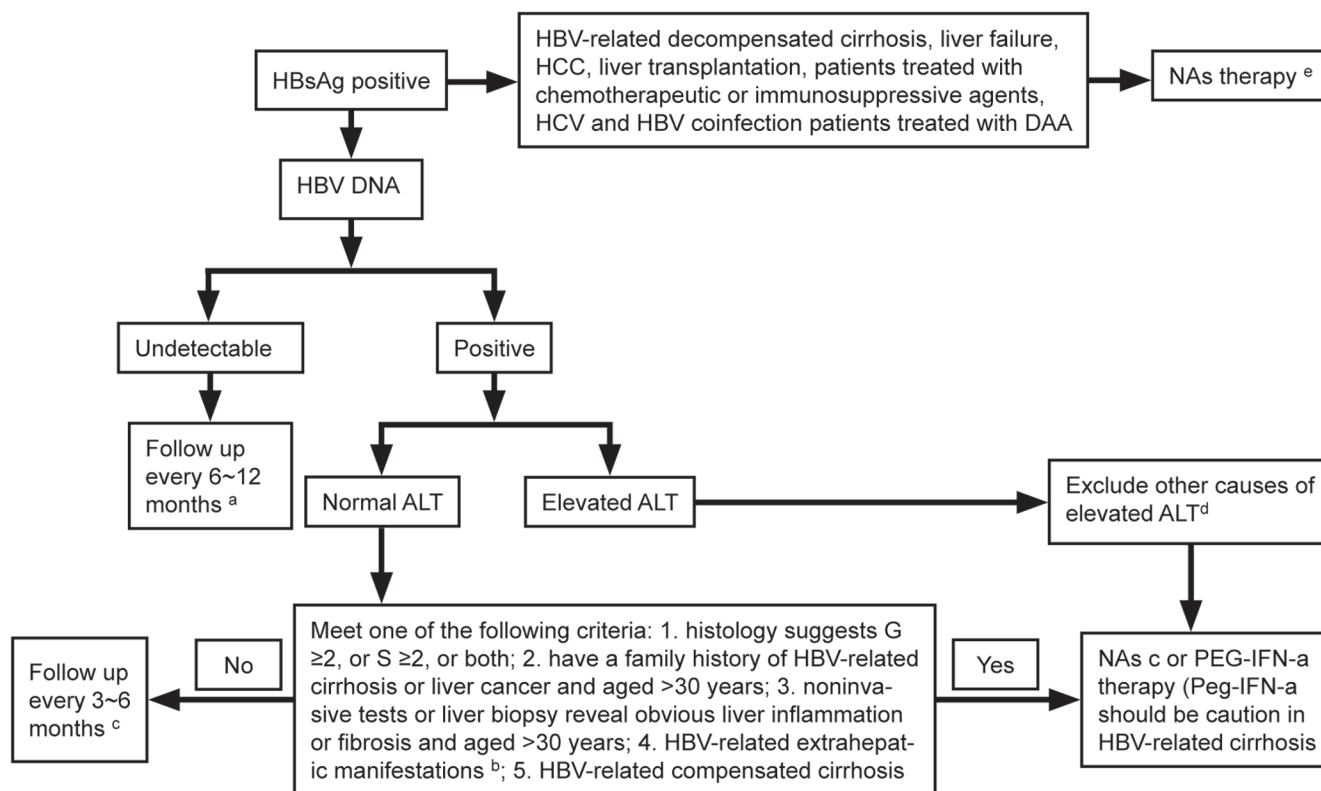 HBsAg positive
HBV-related decompensated cirrhosis, liver failure,
HCC, liver transplantation, patients treated with
chemotherapeutic or immunosuppressive agents,
HCV and HBV coinfection patients treated with DAA
NAs therapy e
HBV DNA
Undetectable
Positive
Follow up
every 6~12
months a
Normal ALT
Elevated ALT
Exclude other causes of
elevated ALTd
Follow up
every 3~6
months c
No
Meet one of the following criteria: 1. histology suggests G
≥2, or S ≥2, or both; 2. have a family history of HBV-related
cirrhosis or liver cancer and aged >30 years; 3. noninva-
sive tests or liver biopsy reveal obvious liver inflammation
or fibrosis and aged >30 years; 4. HBV-related extrahepat-
ic manifestations b; 5. HBV-related compensated cirrhosis
Yes
NAs c or PEG-IFN-a
therapy (Peg-IFN-a
should be caution in
HBV-related cirrhosis